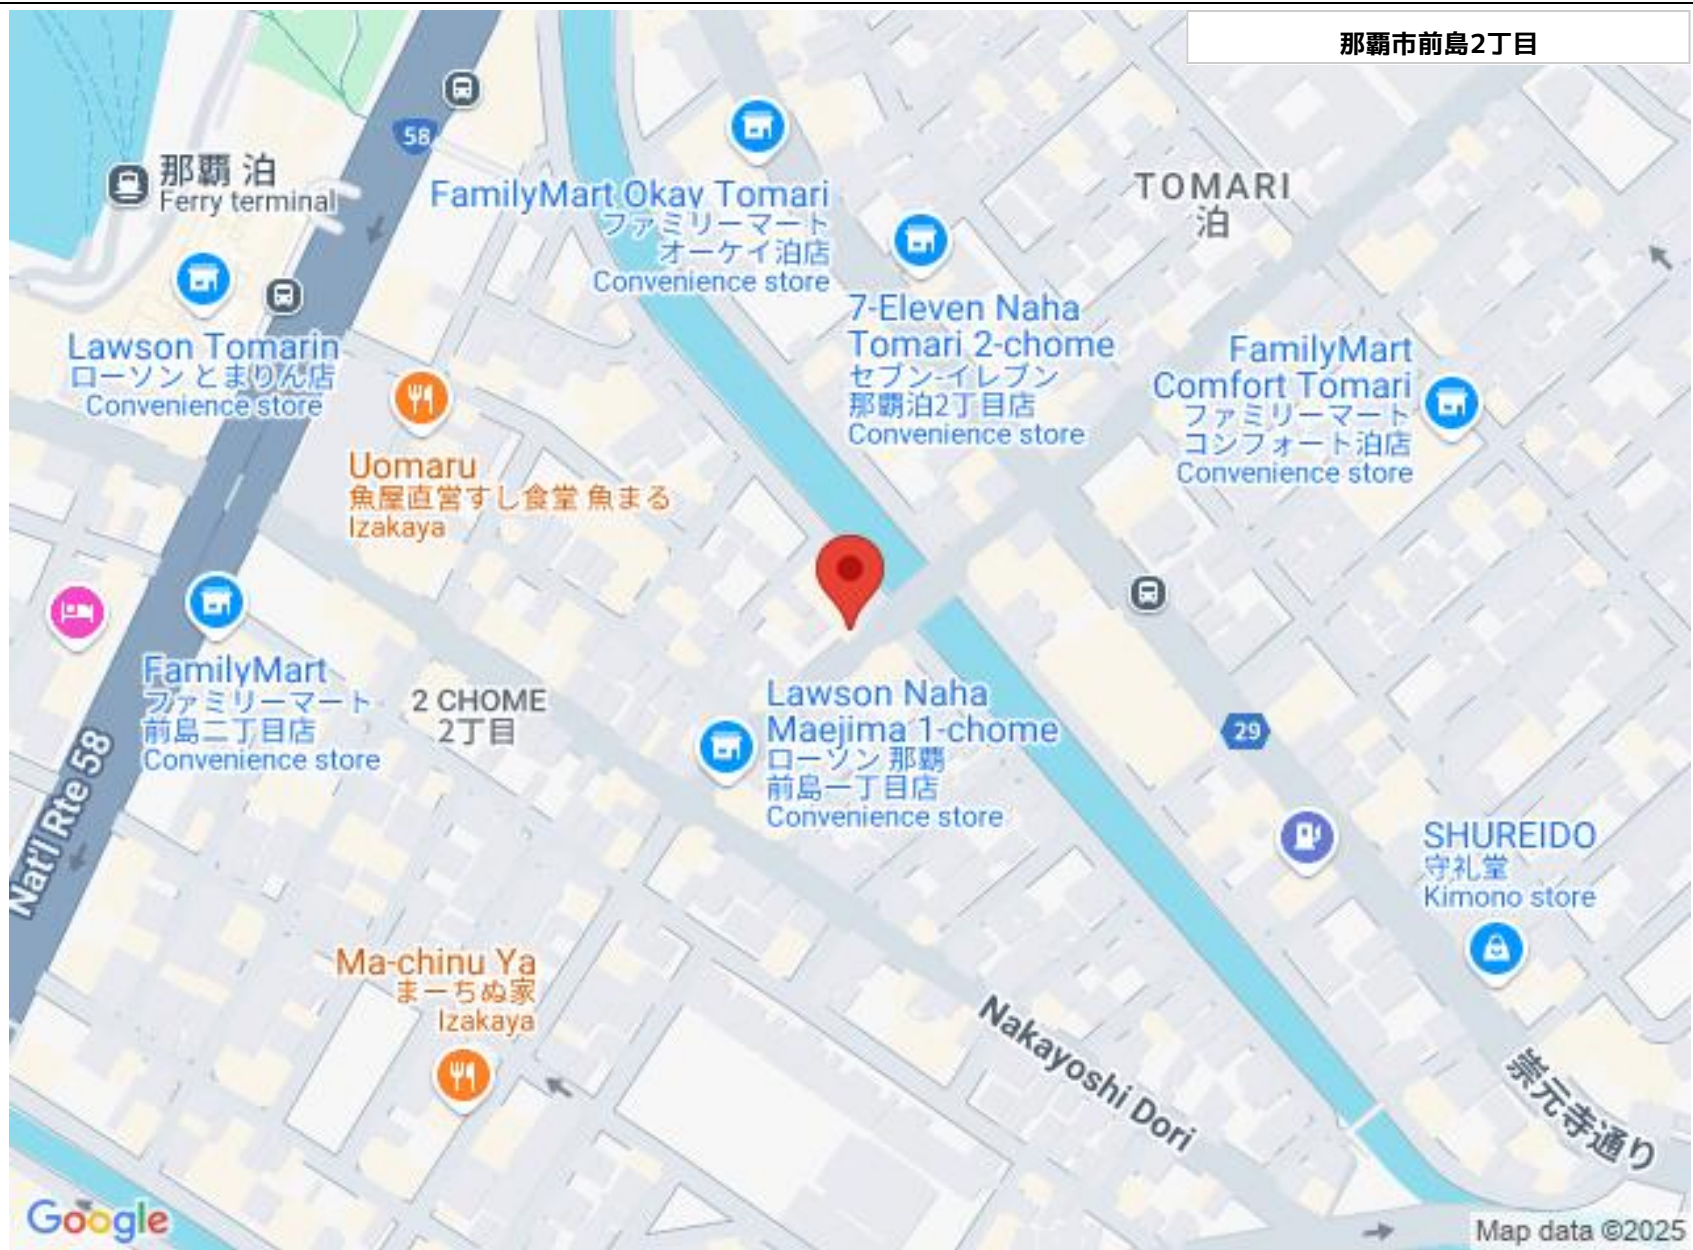 那覇市前島2丁目
58
那覇 泊
Ferry terminal
FamilyMart Okay Tomari
ファミリーマート
オーケイ泊店
Convenience store
TOMARI
泊
Lawson Tomarin
ローソン とまりん店
Convenience store
7-Eleven Naha
Tomari 2-chome
セブン-イレブン
那覇泊2丁目店
Convenience store
FamilyMart
Comfort Tomari
ファミリーマート
コンフォート泊店
Convenience store
Uomaru
魚屋直営すし食堂 魚まる
Izakaya
FamilyMart
ファミリーマート
前島二丁目店
Convenience store
2 CHOME
2丁目
Lawson Naha
Maejima 1-chome
ローソン 那覇
前島一丁目店
Convenience store
29
Nat'l Rte 58
SHUREIDO
守礼堂
Kimono store
Ma-chinu Ya
まーちぬ家
Izakaya
Nakayoshi Dori
崇元寺通り
Google
Map data ©2025